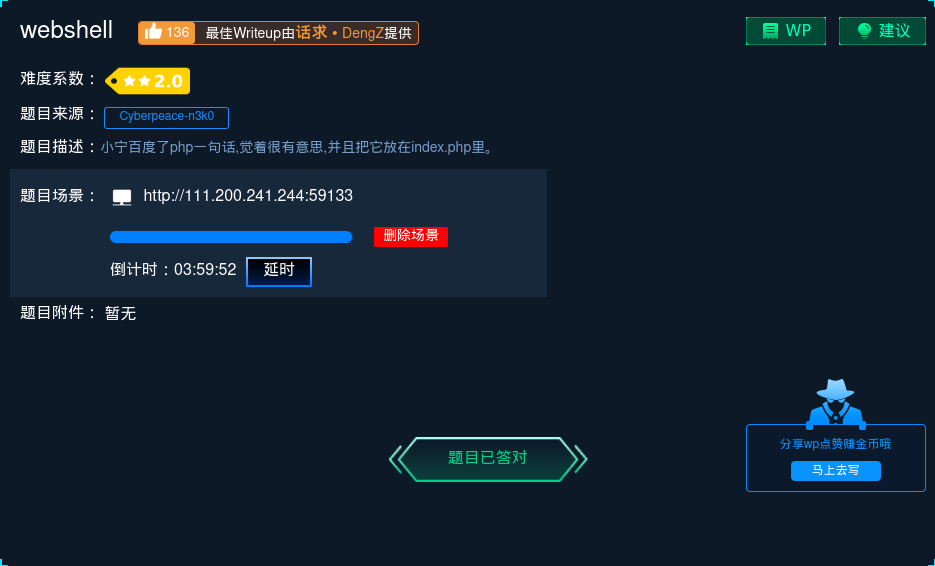 webshell 136 最佳Writeup由话求 • DengZ提供 WP 建议
难度系数： 2.0
题目来源： Cyberpeace-n3k0
题目描述：小宁百度了php一句话,觉着很有意思,并且把它放在index.php里。
题目场景： http://111.200.241.244:59133
删除场景
倒计时：03:59:52 延时
题目附件： 暂无
题目已答对
分享wp点赞赚金币哦
马上去写